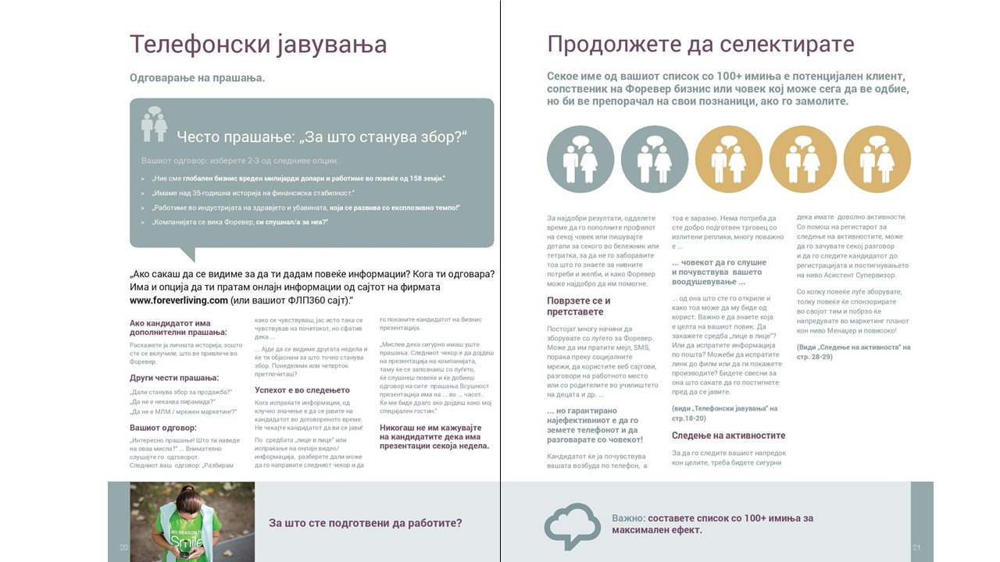 Телефонски јавувања
Одговарање на прашања.
Често прашање: „За што станува збор?“
Вашиот одговор: изберете 2-3 од следниве опции:
> „Ние сме глобален бизнис вреден милијарди долари и работиме во повеќе од 158 земји.“
> „Имаме над 35-годишна историја на финансиска стабилност.“
> „Работиме во индустријата на здравјето и убавината, која се развива со експлозивно темпо!“
> „Компанијата се вика Форевер, си слушнал/а за неа?“
„Ако сакаш да се видиме за да ти дадам повеќе информации? Кога ти одговара?
Има и опција да ти пратам онлајн информации од сајтот на фирмата
www.foreverliving.com (или вашиот ФЛП360 сајт).“
Ако кандидатот има
дополнителни прашања:
Раскажете ја личната историја, зошто
сте се вклучиле, што ве привлече во
Форевер.
Други чести прашања:
„Дали станува збор за продажба?“
„Да не е некаква пирамида?“
„Да не е МЛМ / мрежен маркетинг?“
Вашиот одговор:
„Интересно прашање! Што ти наведе
на оваа мисла?“ ... Внимателно
слушајте го одговорот.
Следниот ваш одговор: „Разбирам
како се чувствуваш, јас исто така се
чувствував на почетокот, но сфатив
дека ...
... Ајде да се видиме другата недела и
ќе ти објаснам за што точно станува
збор. Понеделник или четврток
претпочиташ?
Успехот е во следењето
Кога испраќате информации, од
клучно значење е да се јавите на
кандидатот во договореното време.
Не чекајте кандидатот да ви се јави!
По средбата „лице в лице“ или
испраќање на онлајн видео/
информација, разберете дали може
да го направите следниот чекор и да
го поканите кандидатот на бизнис
презентација.
„Мислев дека сигурно имаш уште
прашања. Следниот чекор е да дојдеш
на презентација на компанијата,
таму ќе се запознаеш со луѓето,
ќе слушнеш повеќе и ќе добиеш
одговор на сите прашања.Всушност
презентација има на ... во ... часот.
Ќе ми биде драго ако дојдеш како мој
специјален гостин.“
Никогаш не им кажувајте
на кандидатите дека има
презентации секоја недела.
MY REASON TO
Smile
За што сте подготвени да работите?
20
Продолжете да селектирате
Секое име од вашиот список со 100+ имиња е потенцијален клиент,
сопственик на Форевер бизнис или човек кој може сега да ве одбие,
но би ве препорачал на свои познаници, ако го замолите.
За најдобри резултати, одделете
време да го пополните профилот
на секој човек или пишувајте
детали за секого во бележник или
тетратка, за да не го заборавите
тоа што го знаете за нивните
потреби и желби, и како Форевер
може најдобро да им помогне.
Поврзете се и
претставете
Постојат многу начини да
зборувате со луѓето за Форевер.
Може да им пратите мејл, SMS,
порака преку социјалните
мрежи, да користите веб сајтови,
разговори на работното место
или со родителите во училиштето
на децата и др. ...
... но гарантирано
најефективниот е да го
земете телефонот и да
разговарате со човекот!
Кандидатот ќе ја почувствува
вашата возбуда по телефон, а
тоа е заразно. Нема потреба да
сте добро подготвен трговец со
излитени реплики, многу поважно
е ...
... човекот да го слушне
и почувствува вашето
воодушевување ...
... од она што сте го открие и
како тоа може да му биде од
корист. Важно е да знаете која
е целта на вашиот повик. Да
закажете средба „лице в лице“?
Или да испратите информација
по пошта? Можеби да испратите
линк до филм или да ги покажете
производите? Бидете свесни за
она што сакате да го постигнете
пред да се јавите.
(види „Телефонски јавувања“ на
стр.18-20)
Следење на активностите
За да го следите вашиот напредок
кон целите, треба бидете сигурни
дека имате доволно активности.
Со помош на регистарот за
следење на активностите, може
да го зачувате секој разговор
и да го следите кандидатот до
регистрацијата и постигнувањето
на ниво Асистент Супервизор.
Со колку повеќе луѓе зборувате,
толку повеќе ќе спонзорирате
во својот тим и побрзо ќе
напредувате во маркетинг планот
кон ниво Менаџер и повисоко!
(Види „Следење на активноста“ на
стр. 28-29)
Важно: составете список со 100+ имиња за
максимален ефект.
21